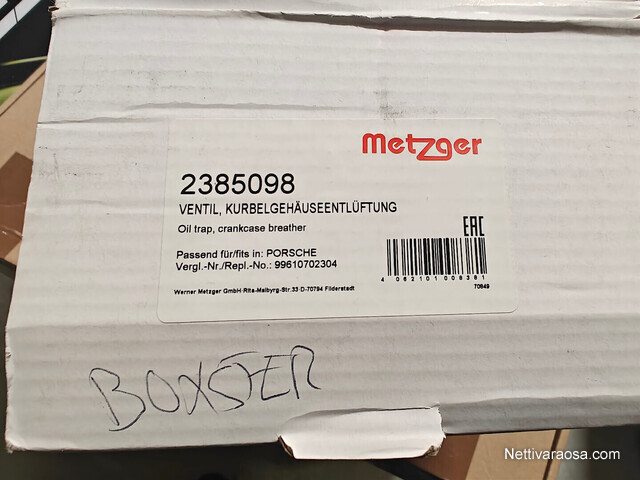 Metzger
2385098
VENTIL, KURBELGEHÄUSEENTLÜFTUNG
Oil trap, crankcase breather
EAC
Passend für/fits in: PORSCHE
Vergl.-Nr./Repl.-No.: 99610702304
4 062101 008381
70849
Werner Metzger GmbH-Rita-Maiburg-Str.33-D-70794 Filderstadt
BOXSTER
Nettivaraosa.com